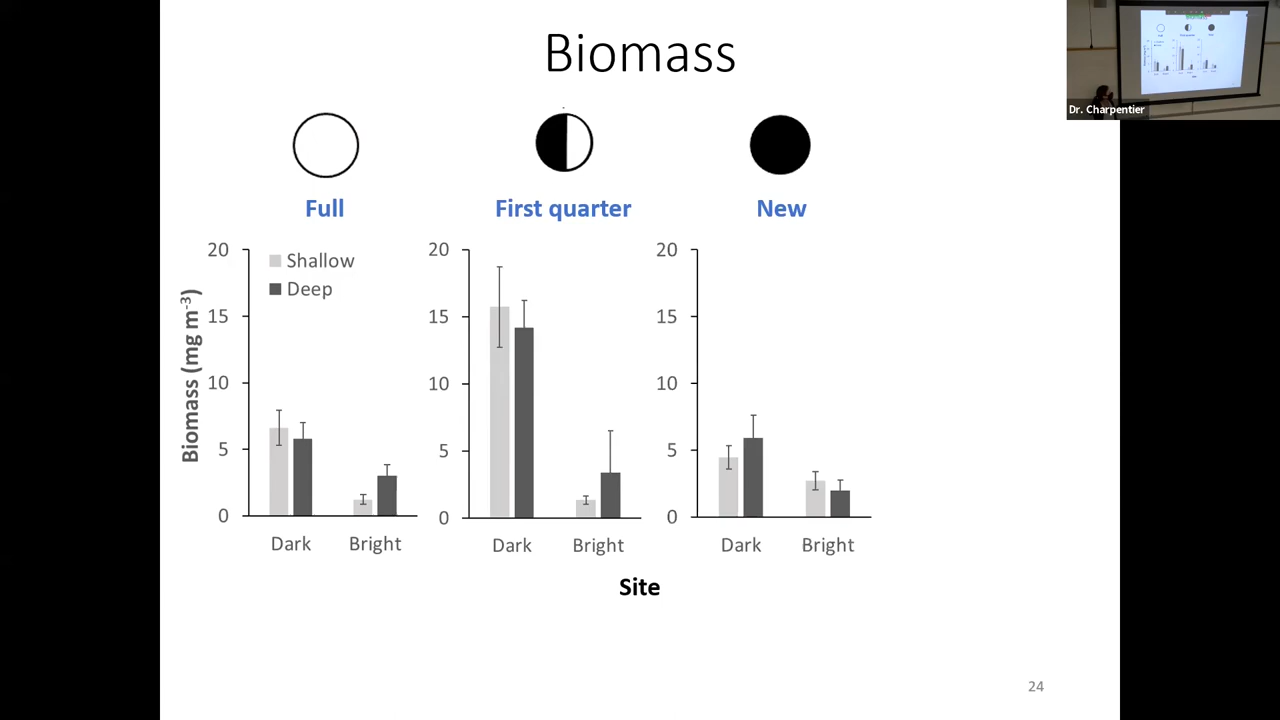 Biomass
Dr. Charpentier
Full
First quarter
New
Biomass (mg m⁻³)
20
15
10
5
0
Shallow
Deep
Dark
Bright
20
15
10
5
0
Dark
Bright
20
15
10
5
0
Dark
Bright
Site
24